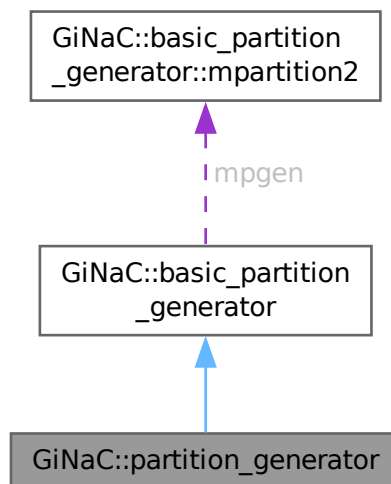 GiNaC::basic_partition
_generator::mpartition2
mpgen
GiNaC::basic_partition
_generator
GiNaC::partition_generator